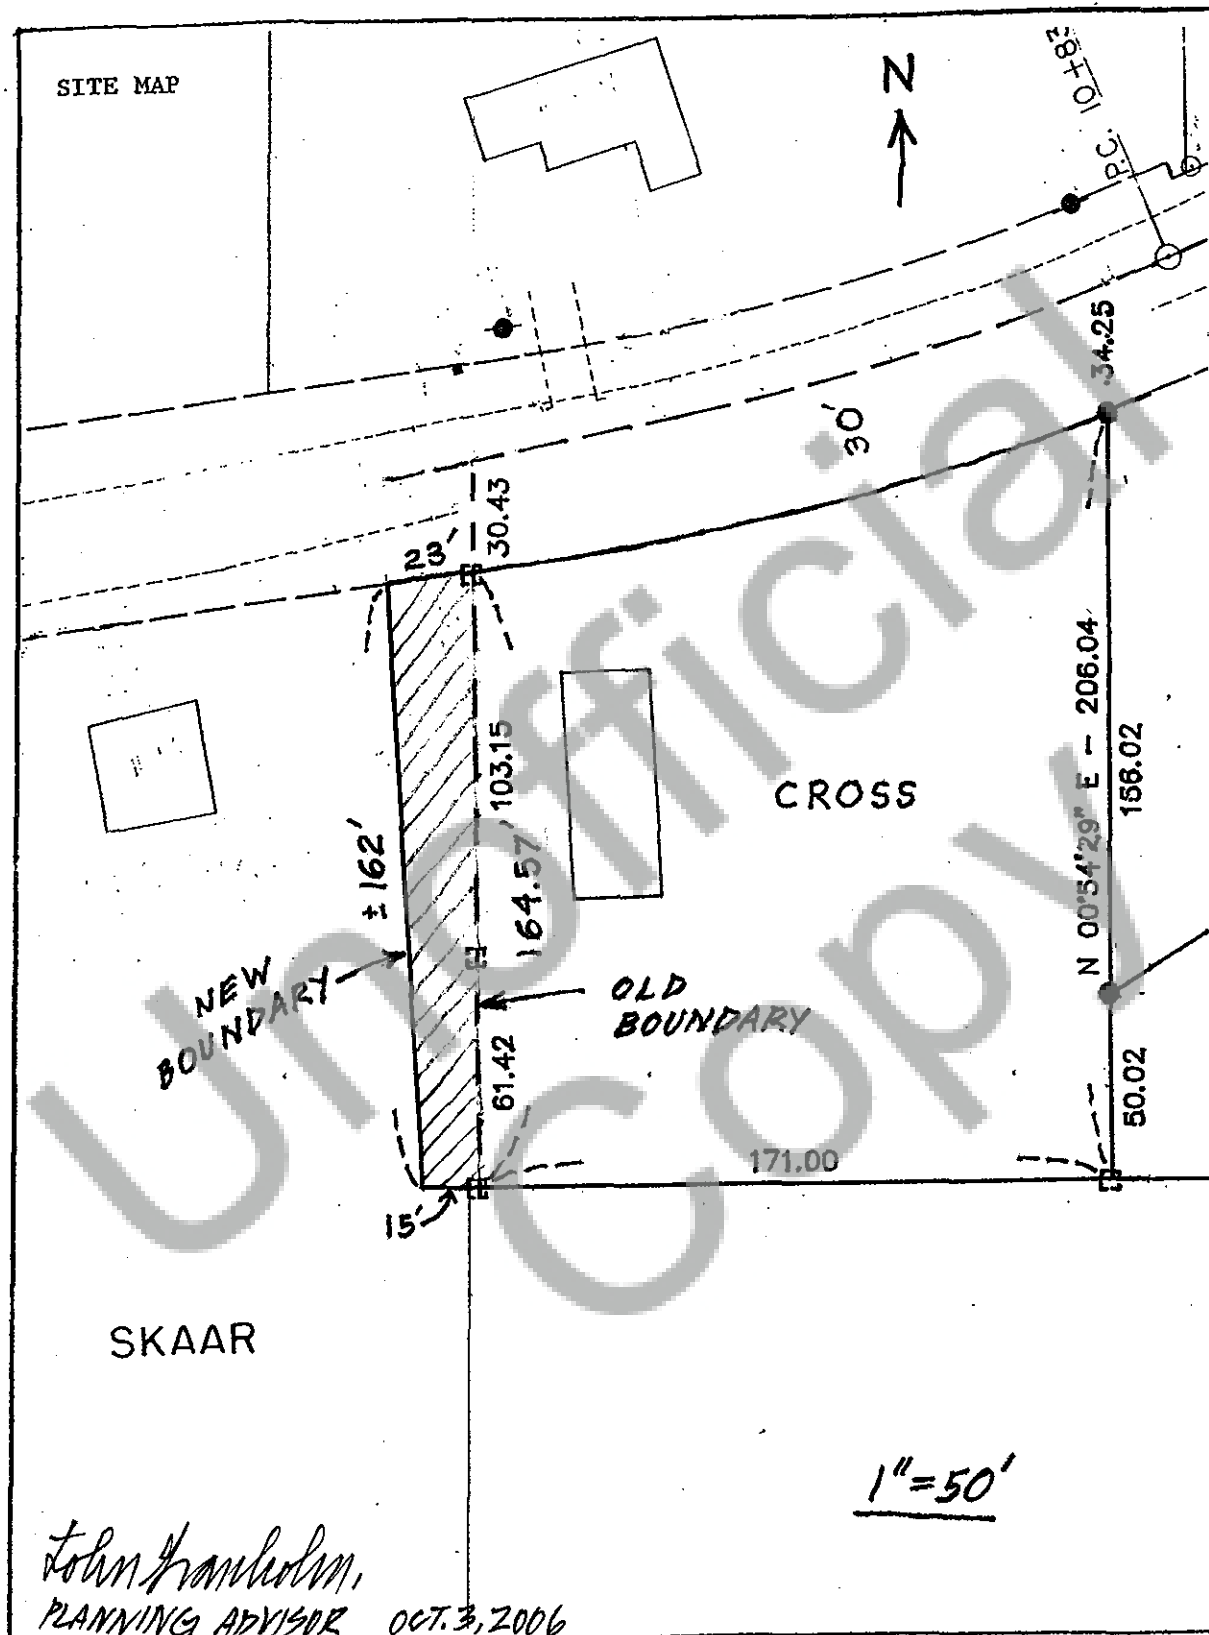 SITE MAP
N
P.C. 10+83
34.25
30'
30.43
23'
N 00°54'29" E - 206.04
156.02
103.15
164.57'
CROSS
±162'
NEW
BOUNDARY
OLD
BOUNDARY
61.42
50.02
171.00
15'
SKAAR
1"=50'
PLANNING ADVISOR OCT. 3, 2006
Unofficial
Copy